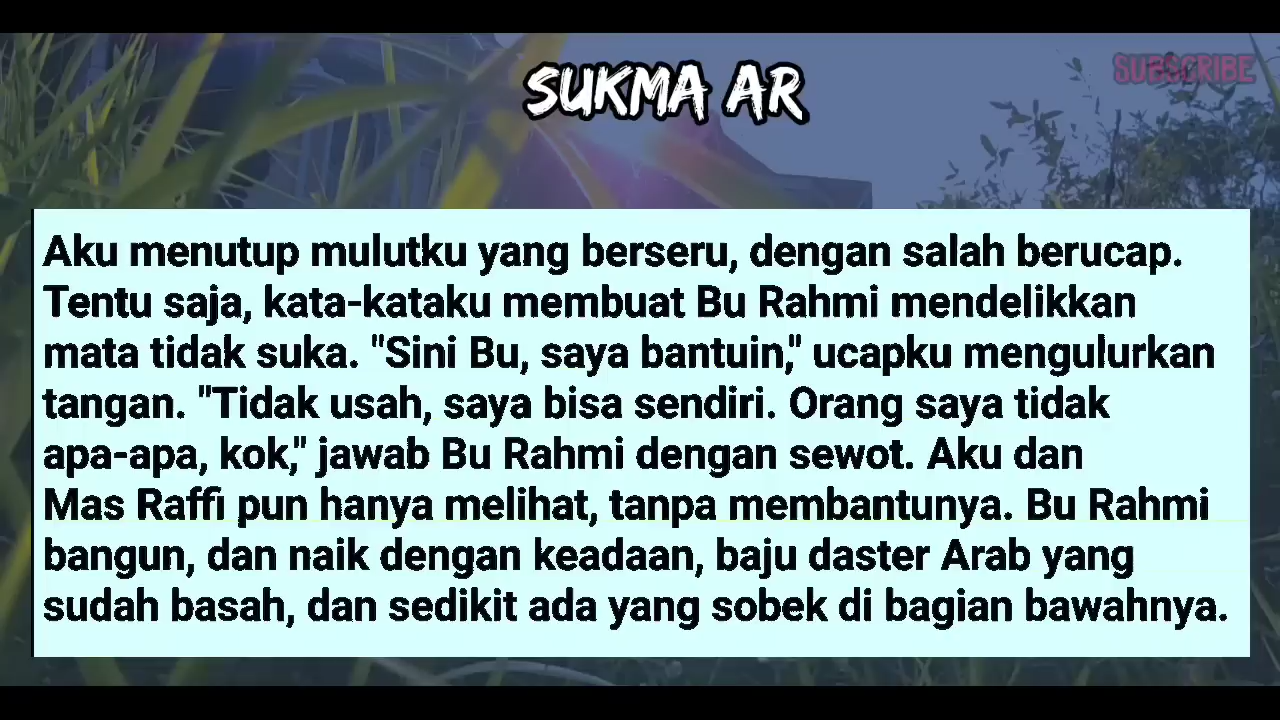 SUKMA AR
SUBSCRIBE
Aku menutup mulutku yang berseru, dengan salah berucap.
Tentu saja, kata-kataku membuat Bu Rahmi mendelikkan
mata tidak suka. "Sini Bu, saya bantuin," ucapku mengulurkan
tangan. "Tidak usah, saya bisa sendiri. Orang saya tidak
apa-apa, kok," jawab Bu Rahmi dengan sewot. Aku dan
Mas Raffi pun hanya melihat, tanpa membantunya. Bu Rahmi
bangun, dan naik dengan keadaan, baju daster Arab yang
sudah basah, dan sedikit ada yang sobek di bagian bawahnya.